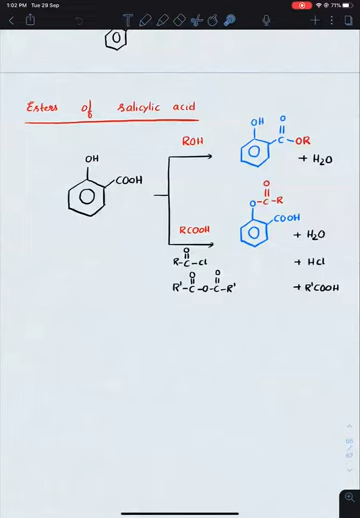 1:02 PM Tue 29 Sep
71%
Esters of Salicylic acid
OH
COOH
ROH
OH
O
C-OR
+ H₂O
RCOOH
O
O-C-R
COOH
+ H₂O
O
R-C-Cl
+ HCl
O O
R'-C-O-C-R'
+ R'COOH